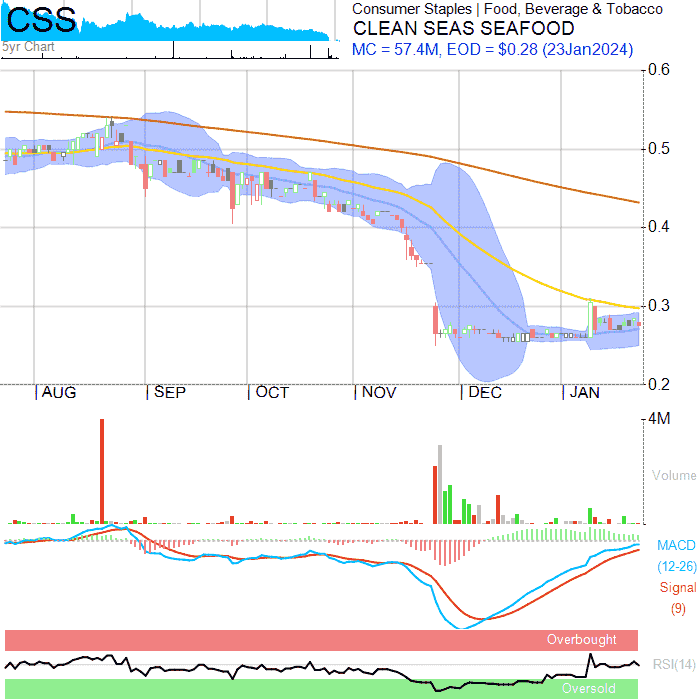 CSS
5yr Chart
Consumer Staples | Food, Beverage & Tobacco
CLEAN SEAS SEAFOOD
MC = 57.4M, EOD = $0.28 (23Jan2024)
0.6
0.5
0.4
0.3
0.2
| AUG | SEP | OCT | NOV | DEC | JAN
4M
Volume
MACD
(12-26)
Signal
(9)
Overbought
RSI(14)
Oversold